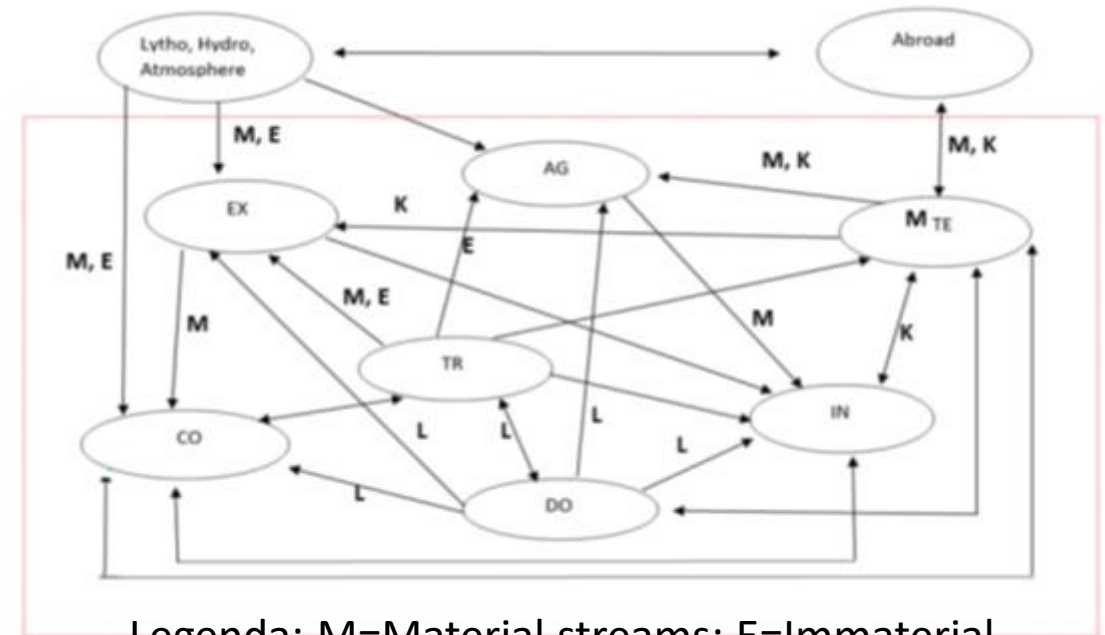 Lytho, Hydro,
Atmosphere
Abroad
M, E
M, K
AG
M, K
EX
K
M TE
E
M, E
M, E
M
M
K
TR
IN
CO
L
L
L
L
L
DO
Legenda: M=Material streams; E=Immaterial